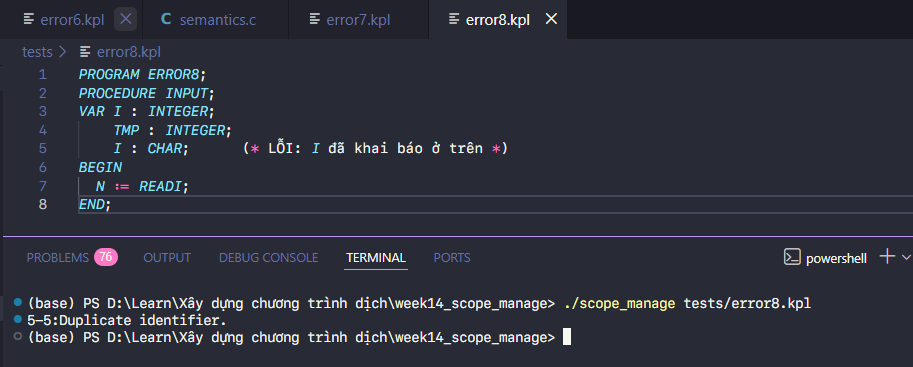 error6.kpl
semantics.c
error7.kpl
error8.kpl
tests > error8.kpl
1 PROGRAM ERROR8;
2 PROCEDURE INPUT;
3 VAR I : INTEGER;
4 TMP : INTEGER;
5 I : CHAR; (* LỖI: I đã khai báo ở trên *)
6 BEGIN
7 N := READI;
8 END;
PROBLEMS 76 OUTPUT DEBUG CONSOLE TERMINAL PORTS powershell
(base) PS D:\Learn\Xây dựng chương trình dịch\week14_scope_manage> ./scope_manage tests/error8.kpl
5-5:Duplicate identifier.
(base) PS D:\Learn\Xây dựng chương trình dịch\week14_scope_manage>